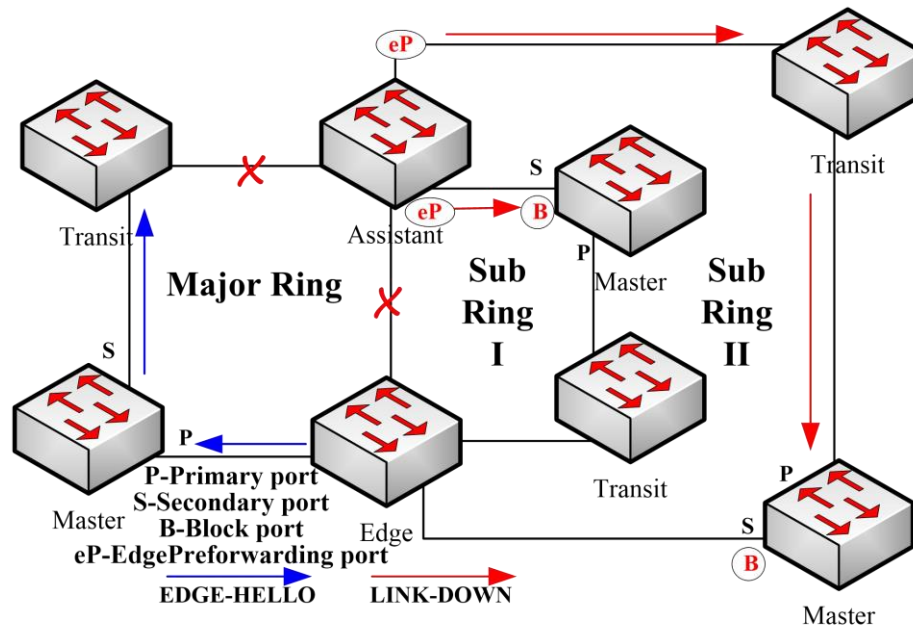 eP
Transit
S
Transit
Assistant
eP
B
P
Master
Major Ring
Sub
Ring
I
Sub
Ring
II
S
P
Master
P-Primary port
S-Secondary port
B-Block port
eP-EdgePreforwarding port
Edge
Transit
P
S
B
Master
EDGE-HELLO
LINK-DOWN